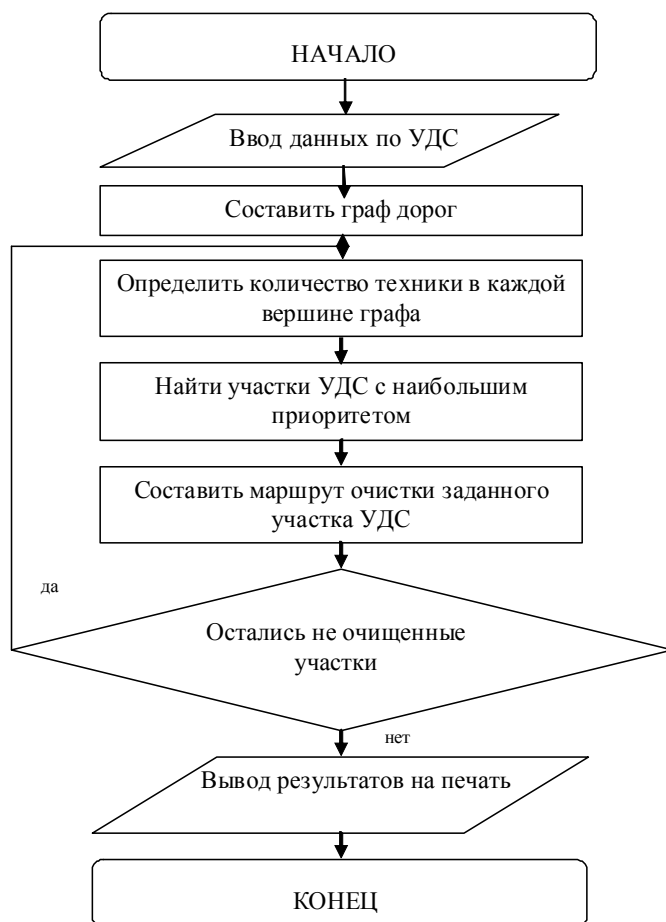 НАЧАЛО
Ввод данных по УДС
Составить граф дорог
Определить количество техники в каждой
вершине графа
Найти участки УДС с наибольшим
приоритетом
Составить маршрут очистки заданного
участка УДС
да
Остались не очищенные
участки
нет
Вывод результатов на печать
КОНЕЦ